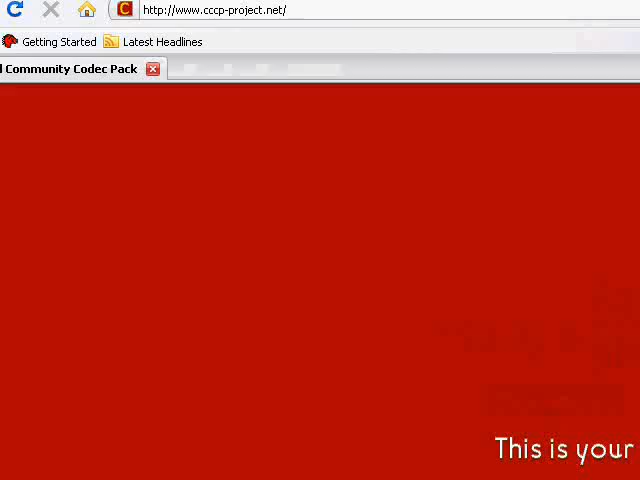 http://www.cccp-project.net/
Getting Started Latest Headlines
Community Codec Pack
This is your